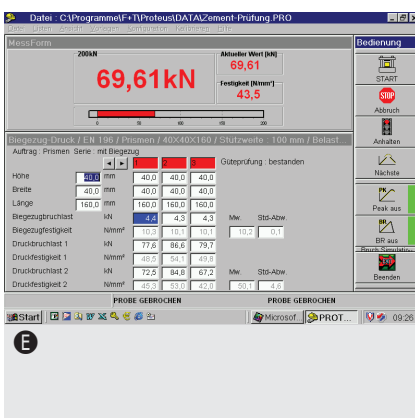 Datei : C:\Programme\F+T\Proteus\DATA\Zement-Prüfung.PRO
MessForm
Bedienung
200kN
Aktueller Wert [kN]
69,61kN
69,61
Festigkeit [N/mm²]
43,5
START
STOP
Abbruch
Anhalten
Nächste
PK
Peak aus
BR
BR aus
Bruch Simulation
Beenden
Biegezug-Druck / EN 196 / Prismen / 40X40X160 / Stützweite : 100 mm / Belast
Auftrag : Prismen Serie : mit Biegezug
1 2 3 Güteprüfung : bestanden
Höhe 40,0 mm 40,0 40,0 40,0
Breite 40,0 mm 40,0 40,0 40,0
Länge 160,0 mm 160,0 160,0 160,0
Biegezugbruchlast kN 4,4 4,3 4,3 Mw. Std-Abw.
Biegezugfestigkeit N/mm² 10,3 10,1 10,1 10,2 0,1
Druckbruchlast 1 kN 77,6 86,6 79,7
Druckfestigkeit 1 N/mm² 48,5 54,1 49,8
Druckbruchlast 2 kN 72,5 84,8 67,2 Mw. Std-Abw.
Druckfestigkeit 2 N/mm² 45,3 53,0 42,0 50,1 4,6
PROBE GEBROCHEN PROBE GEBROCHEN
Start Microsof... PROT... 09:26
E